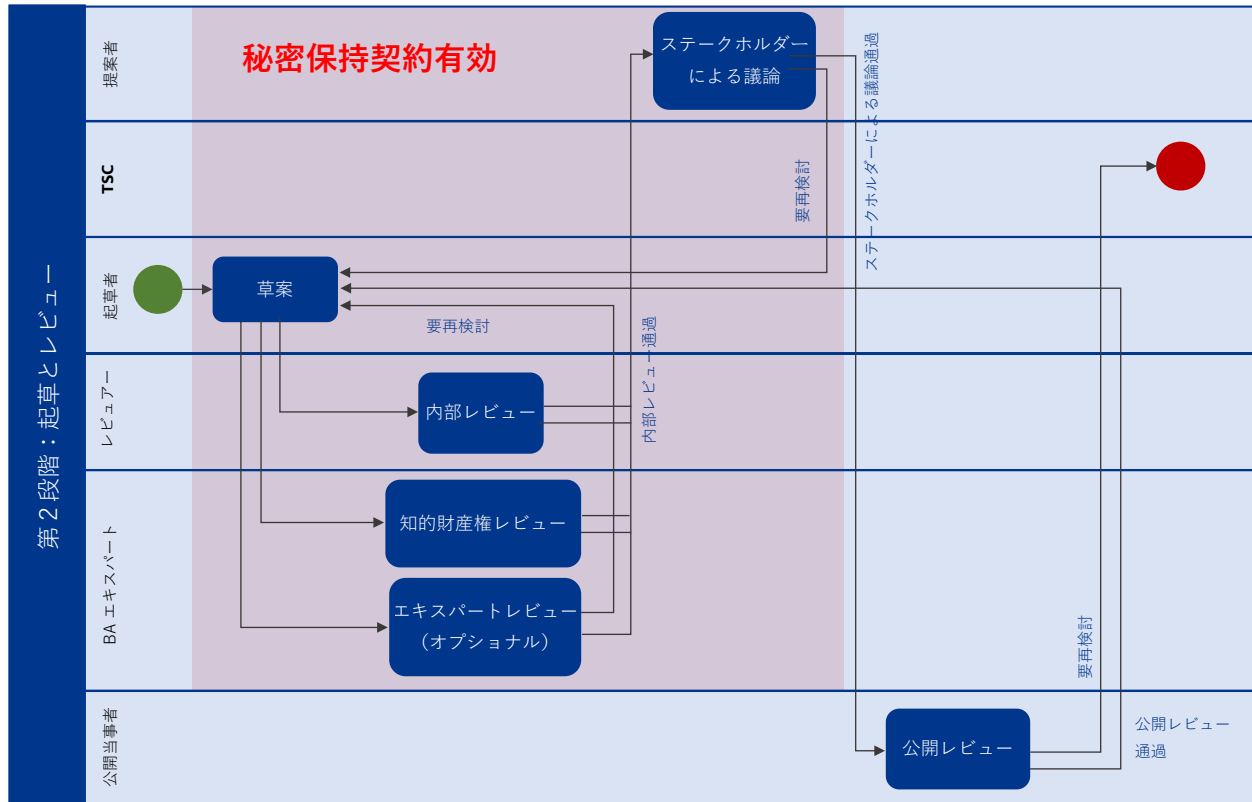 第２段階：起草とレビュー
提案者
秘密保持契約有効
ステークホルダー
による議論
ステークホルダーによる議論通過
要再検討
TSC
起草者
草案
要再検討
レビュアー
内部レビュー
内部レビュー通過
BA エキスパート
知的財産権レビュー
エキスパートレビュー
（オプショナル）
要再検討
公開当事者
公開レビュー
公開レビュー
通過